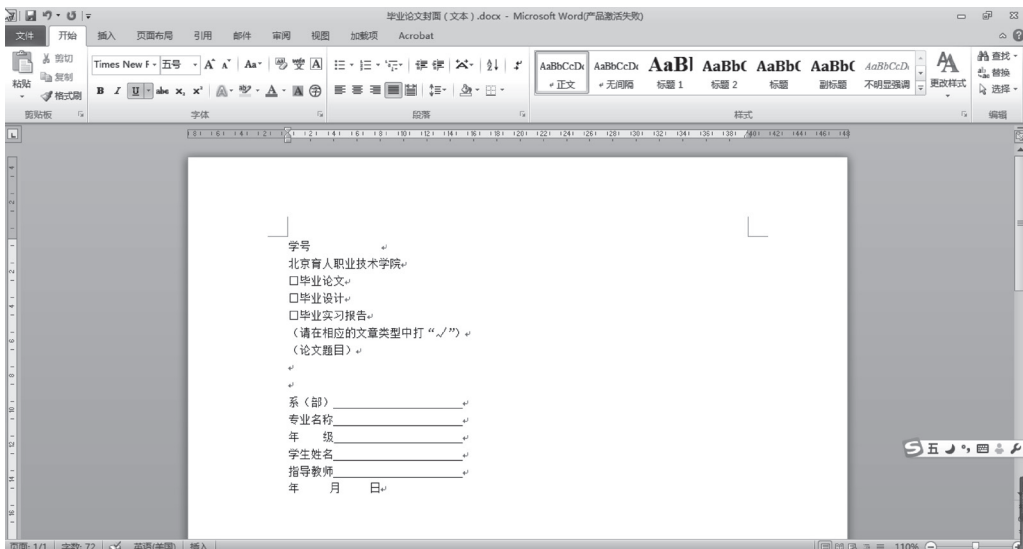 毕业论文封面（文本）.docx - Microsoft Word(产品激活失败)
文件 开始 插入 页面布局 引用 邮件 审阅 视图 加载项 Acrobat
粘贴 剪切 复制 格式刷
Times New F 五号
AaBbCcDc AaBbCcDc AaBl AaBbC AaBbC AaBbC AaBbCcDc
正文 无间隔 标题 1 标题 2 标题 副标题 不明显强调 更改样式
查找 替换 选择
剪贴板 字体 段落 样式 编辑
学号
北京育人职业技术学院
□毕业论文
□毕业设计
□毕业实习报告
（请在相应的文章类型中打“√”）
（论文题目）
系（部）
专业名称
年 级
学生姓名
指导教师
年 月 日
五
页面: 1/1 字数: 72 英语(美国) 插入 110%